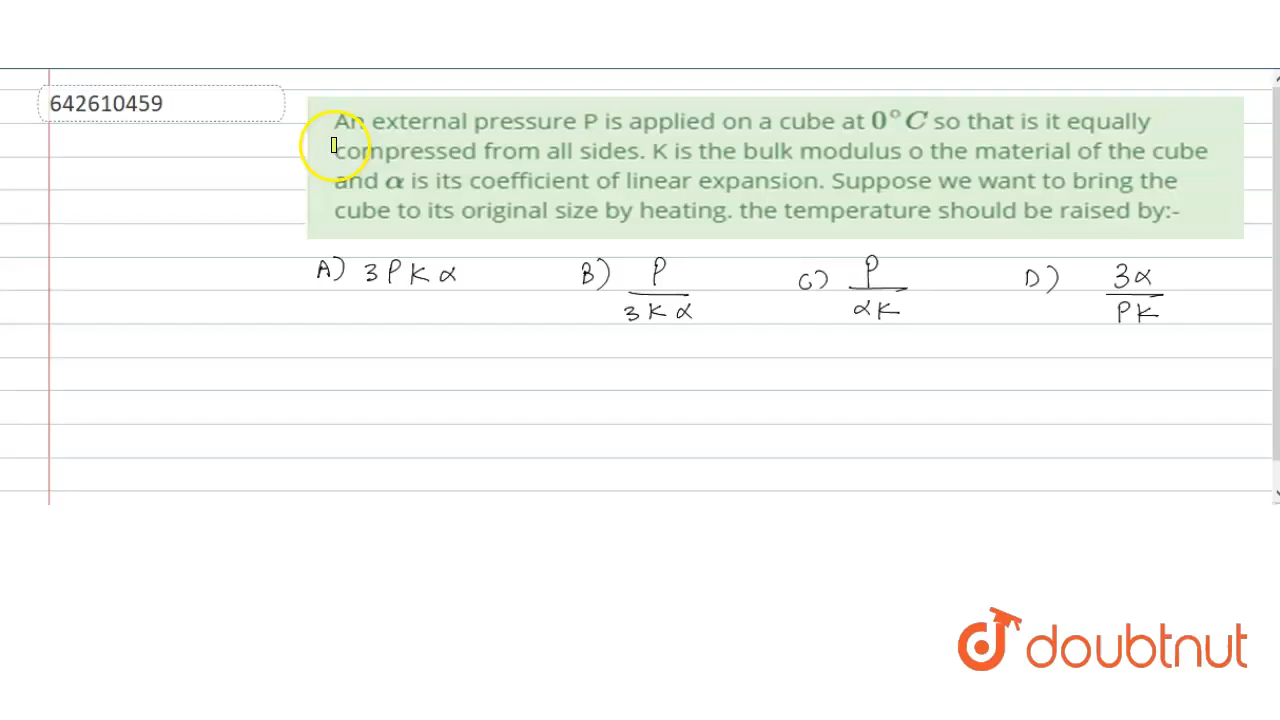 642610459
An external pressure P is applied on a cube at 0°C so that is it equally
compressed from all sides. K is the bulk modulus o the material of the cube
and α is its coefficient of linear expansion. Suppose we want to bring the
cube to its original size by heating. the temperature should be raised by:-
A) 3PKα B) P/3Kα C) P/αK D) 3α/PK
doubtnut